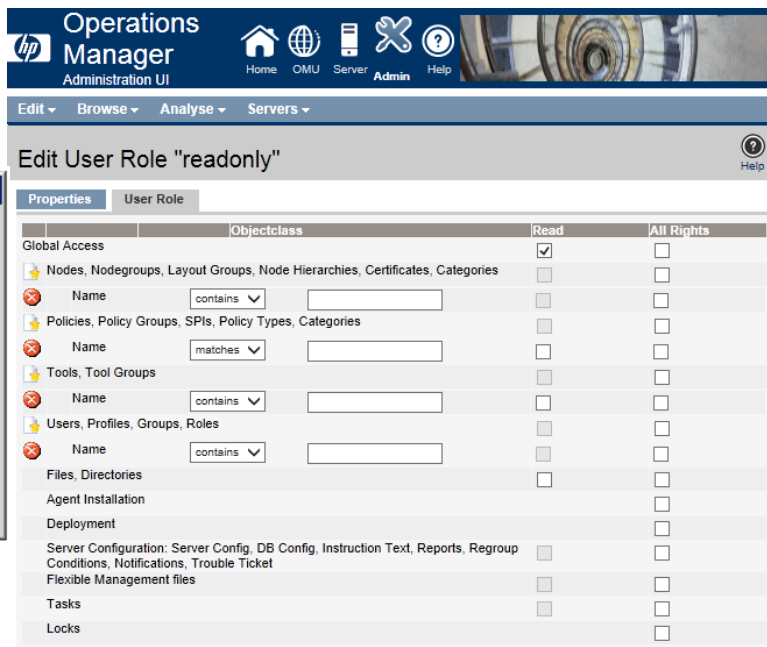 hp
Operations
Manager
Administration UI
Home OMU Server Admin ? Help
Edit Browse Analyse Servers
Edit User Role "readonly"
? Help
Properties User Role
Objectclass Read All Rights
Global Access
Nodes, Nodegroups, Layout Groups, Node Hierarchies, Certificates, Categories
Name contains
Policies, Policy Groups, SPIs, Policy Types, Categories
Name matches
Tools, Tool Groups
Name contains
Users, Profiles, Groups, Roles
Name contains
Files, Directories
Agent Installation
Deployment
Server Configuration: Server Config, DB Config, Instruction Text, Reports, Regroup
Conditions, Notifications, Trouble Ticket
Flexible Management files
Tasks
Locks